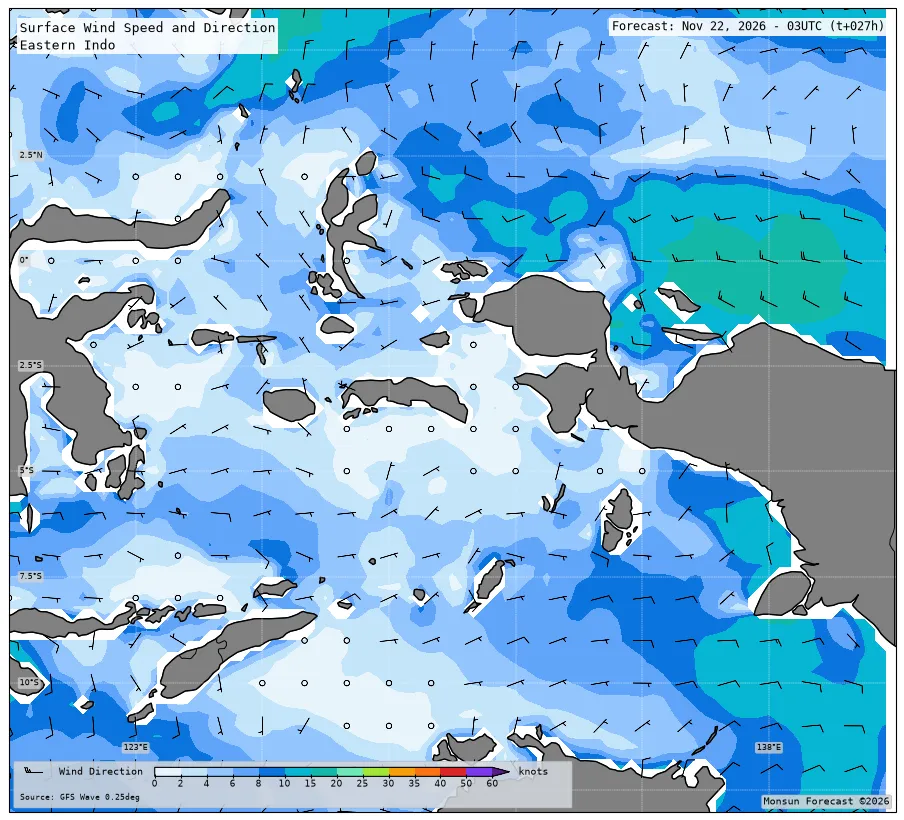 Surface Wind Speed and Direction
Eastern Indo
Forecast: Nov 22, 2026 - 03UTC (t+027h)
2.5°N
0°
2.5°S
5°S
7.5°S
10°S
123°E
138°E
Wind Direction
knots
0 2 4 6 8 10 15 20 25 30 35 40 50 60
Source: GFS Wave 0.25deg
Monsun Forecast ©2026